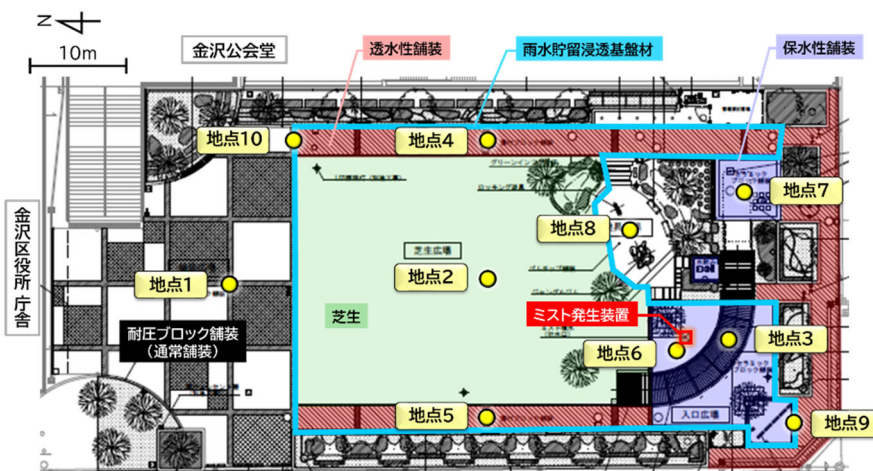 N
10m
金沢公会堂
透水性舗装
雨水貯留浸透基盤材
保水性舗装
地点10
地点4
地点7
地点8
金沢区役所 庁舎
地点1
芝生広場
地点2
芝生
ミスト発生装置
耐圧ブロック舗装
(通常舗装)
地点6
地点3
地点5
入口広場
地点9